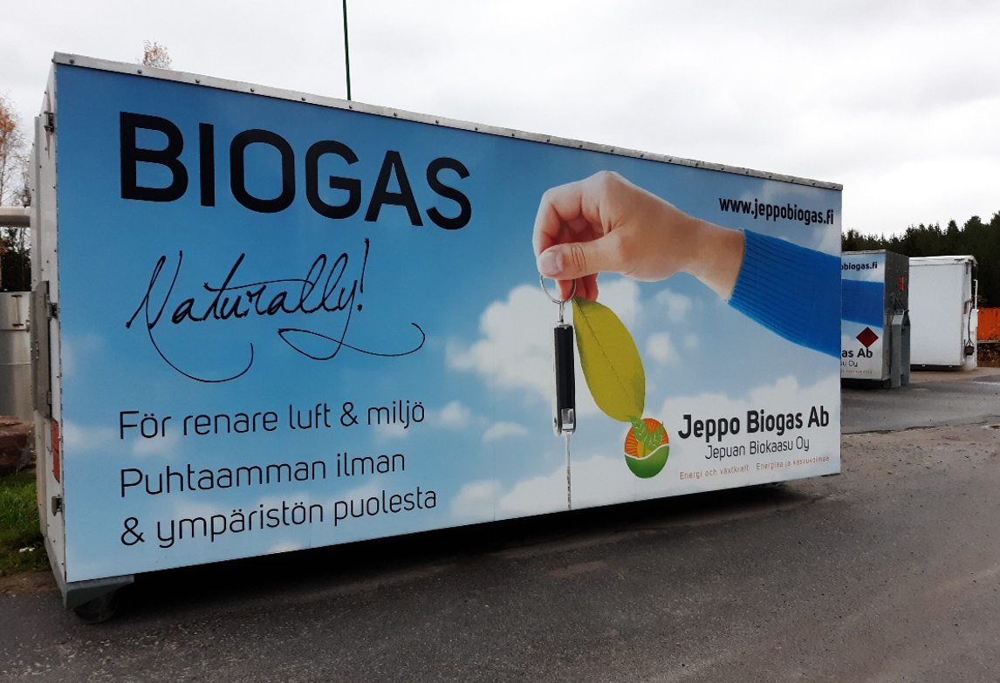 BIOGAS
Naturally!
För renare luft & miljö
Puhtaamman ilman
& ympäristön puolesta
www.jeppobiogas.fi
Jeppo Biogas Ab
Jepuan Biokaasu Oy
Energi och växtkraft Energiaa ja kasvuvoimaa
obiogas.fi
as Ab
su Oy